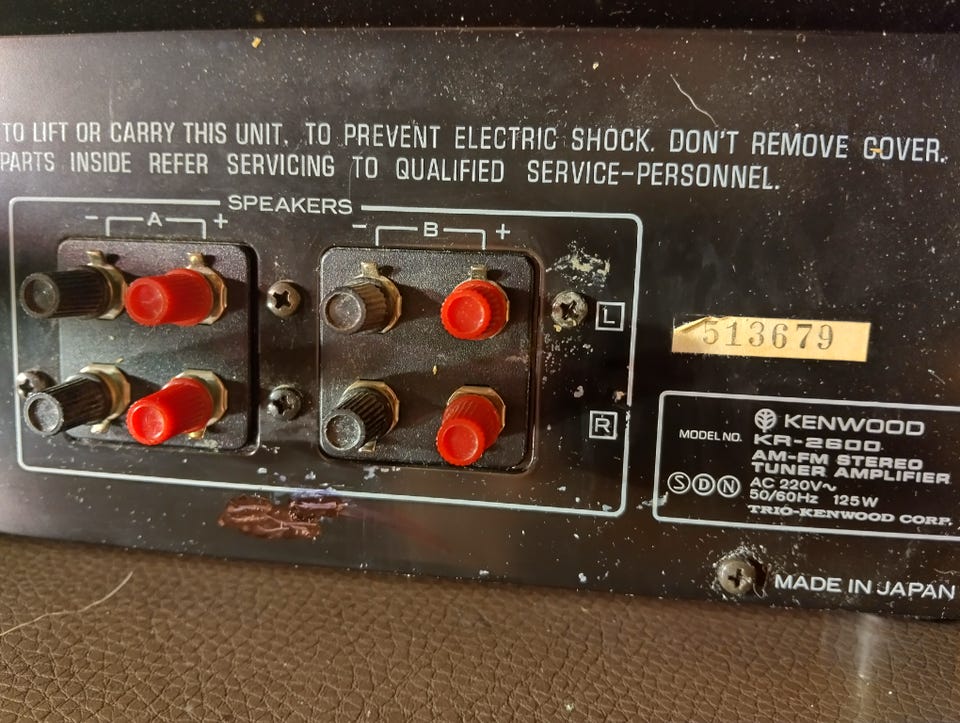 TO LIFT OR CARRY THIS UNIT. TO PREVENT ELECTRIC SHOCK. DON'T REMOVE COVER.
PARTS INSIDE REFER SERVICING TO QUALIFIED SERVICE-PERSONNEL.
SPEAKERS
- A +
- B +
L
R
513679
KENWOOD
MODEL NO. KR-2600
AM-FM STEREO
TUNER AMPLIFIER
S D N
AC 220V~
50/60Hz 125W
TRIO-KENWOOD CORP.
MADE IN JAPAN